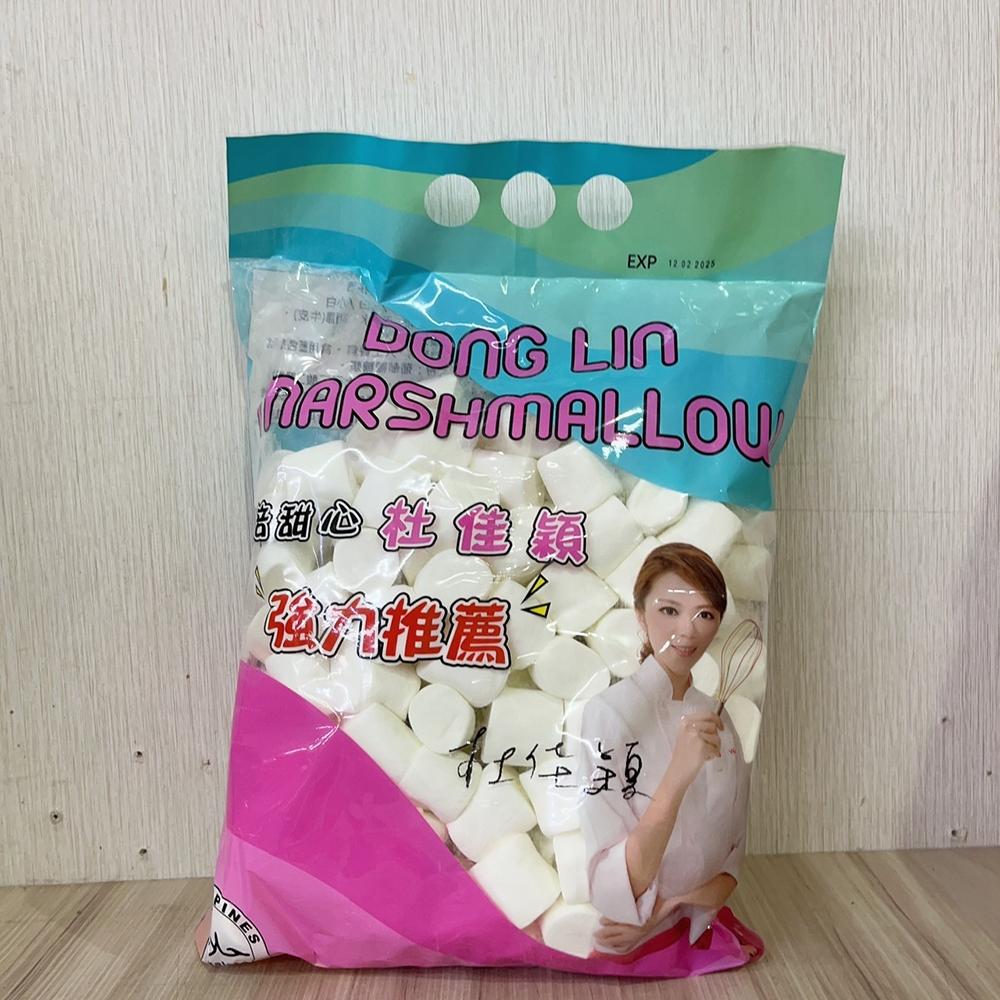 EXP 12 02 2025
DONG LIN
MARSHMALLOW
甜心 杜佳穎
強力推薦
杜佳穎
PINES